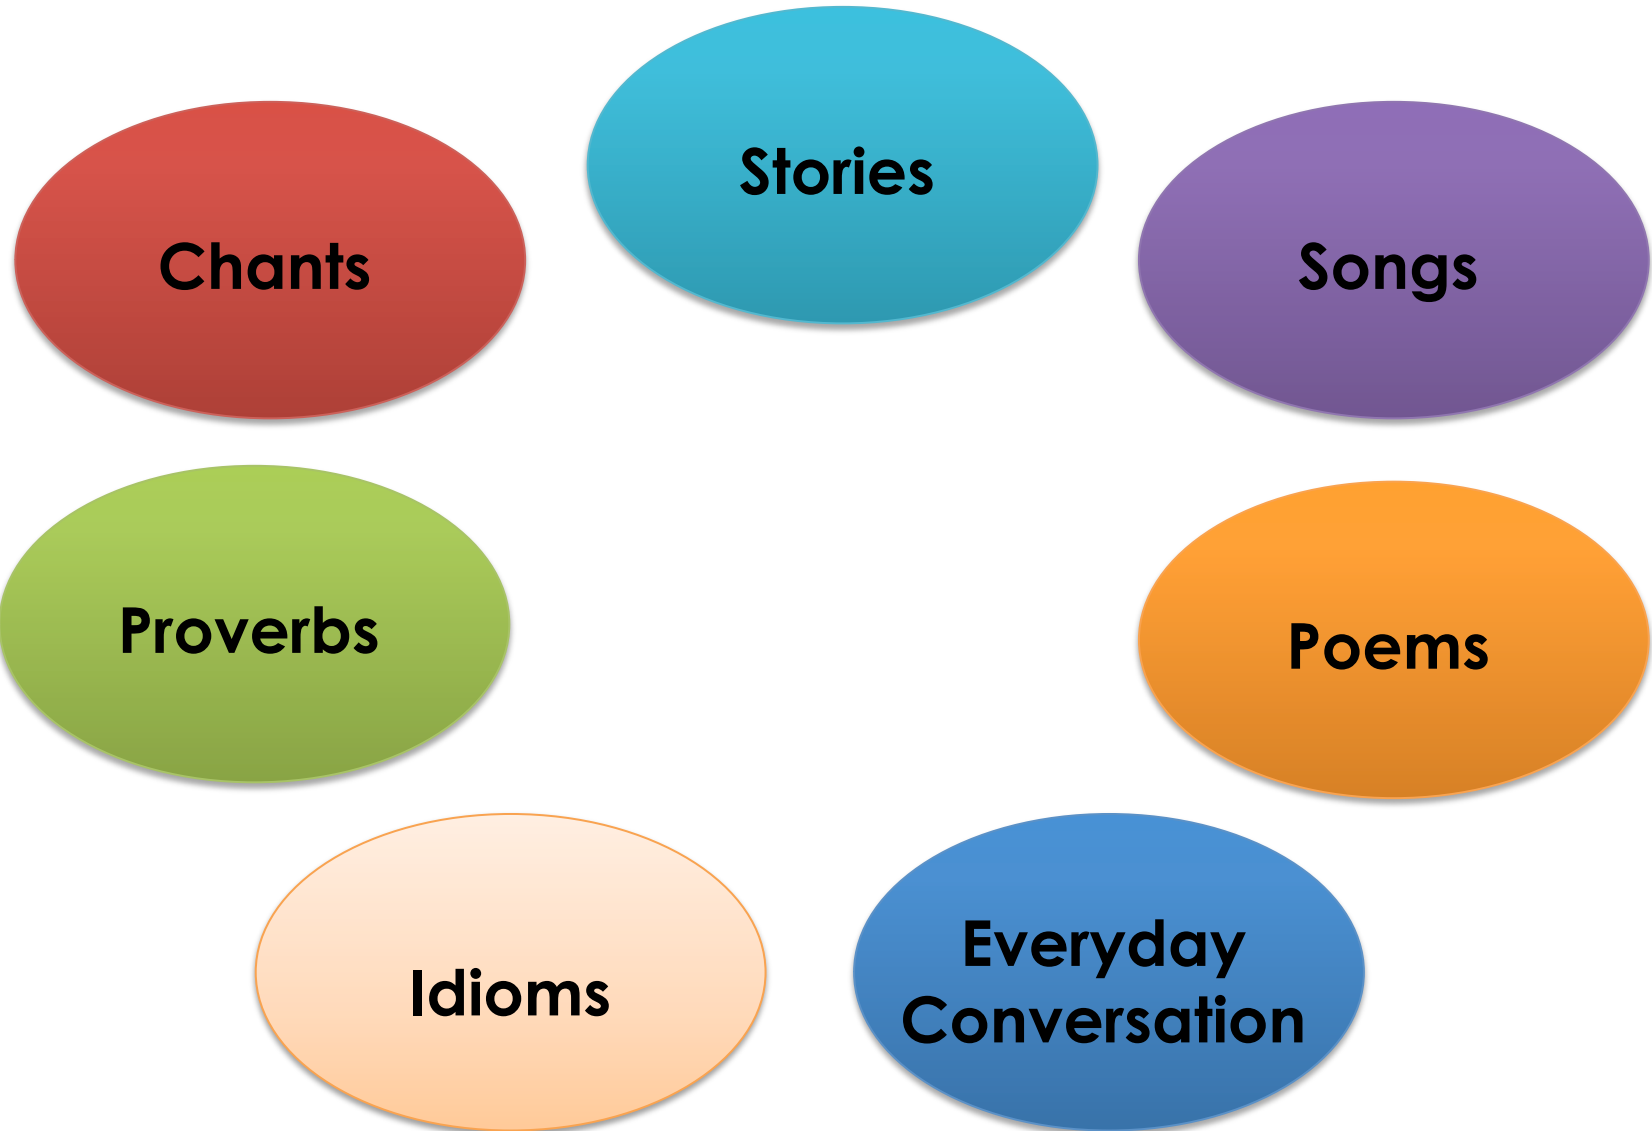 Stories
Chants
Songs
Proverbs
Poems
Idioms
Everyday
Conversation